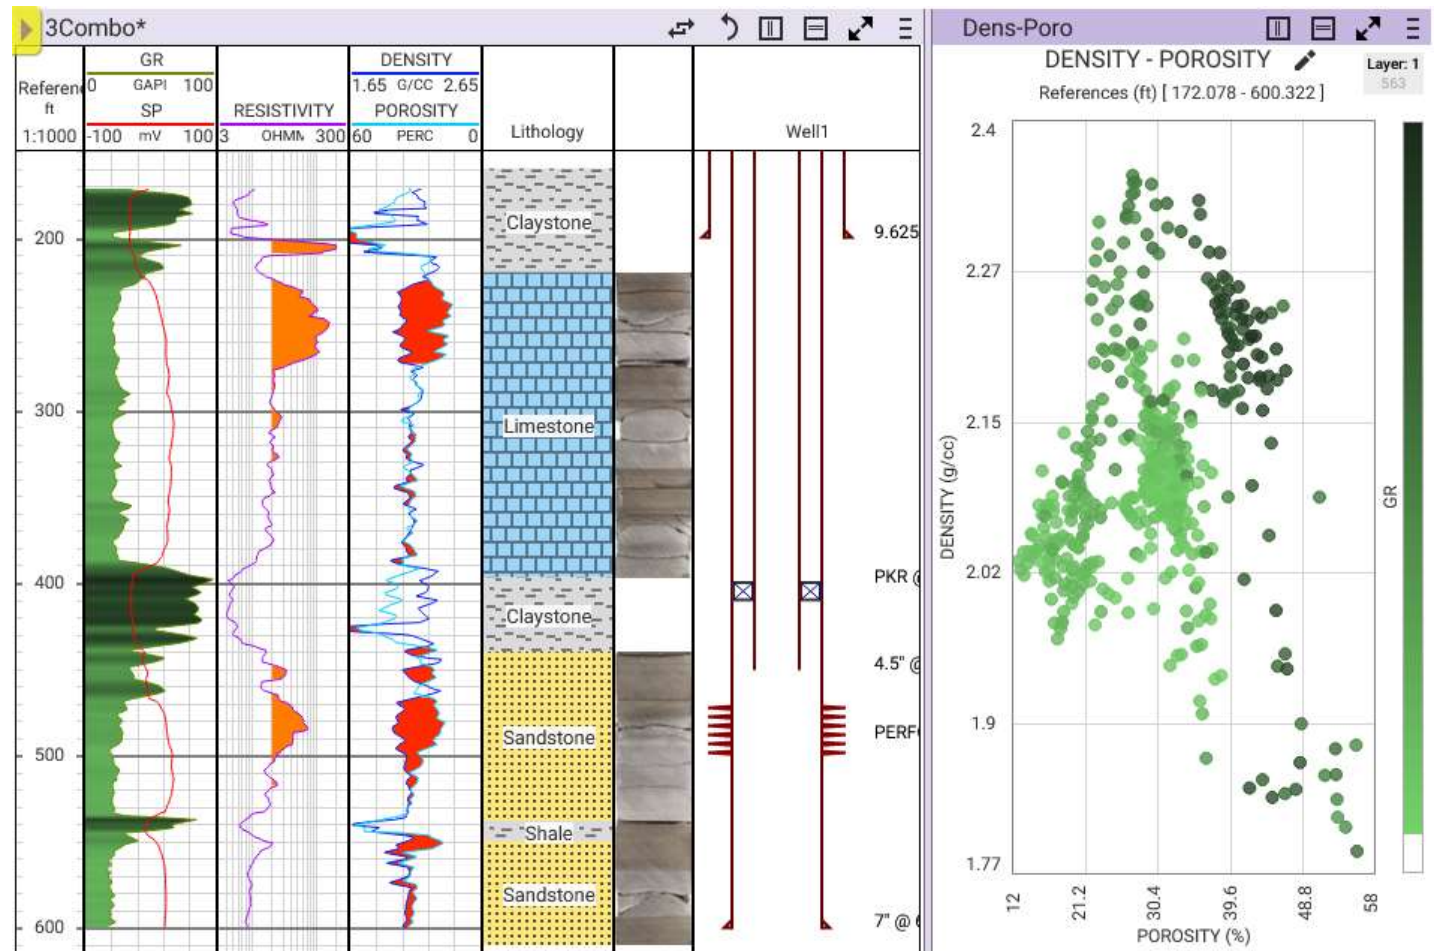 3Combo*
Dens-Poro
GR
0 GAPI 100
SP
-100 mV 100
Referen
ft
1:1000
RESISTIVITY
3 OHMM 300
DENSITY
1.65 G/CC 2.65
POROSITY
60 PERC 0
Lithology
Well1
200
300
400
500
600
Claystone
Limestone
Claystone
Sandstone
Shale
Sandstone
9.625
PKR @
4.5" @
PERF
7" @
DENSITY - POROSITY
Layer: 1
563
References (ft) [ 172.078 - 600.322 ]
DENSITY (g/cc)
2.4
2.27
2.15
2.02
1.9
1.77
12
21.2
30.4
39.6
48.8
58
POROSITY (%)
GR